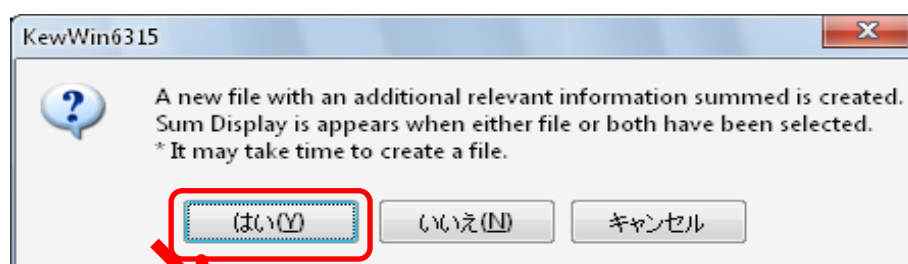 KewWin6315
A new file with an additional relevant information summed is created.
Sum Display is appears when either file or both have been selected.
* It may take time to create a file.
はい(Y) いいえ(N) キャンセル